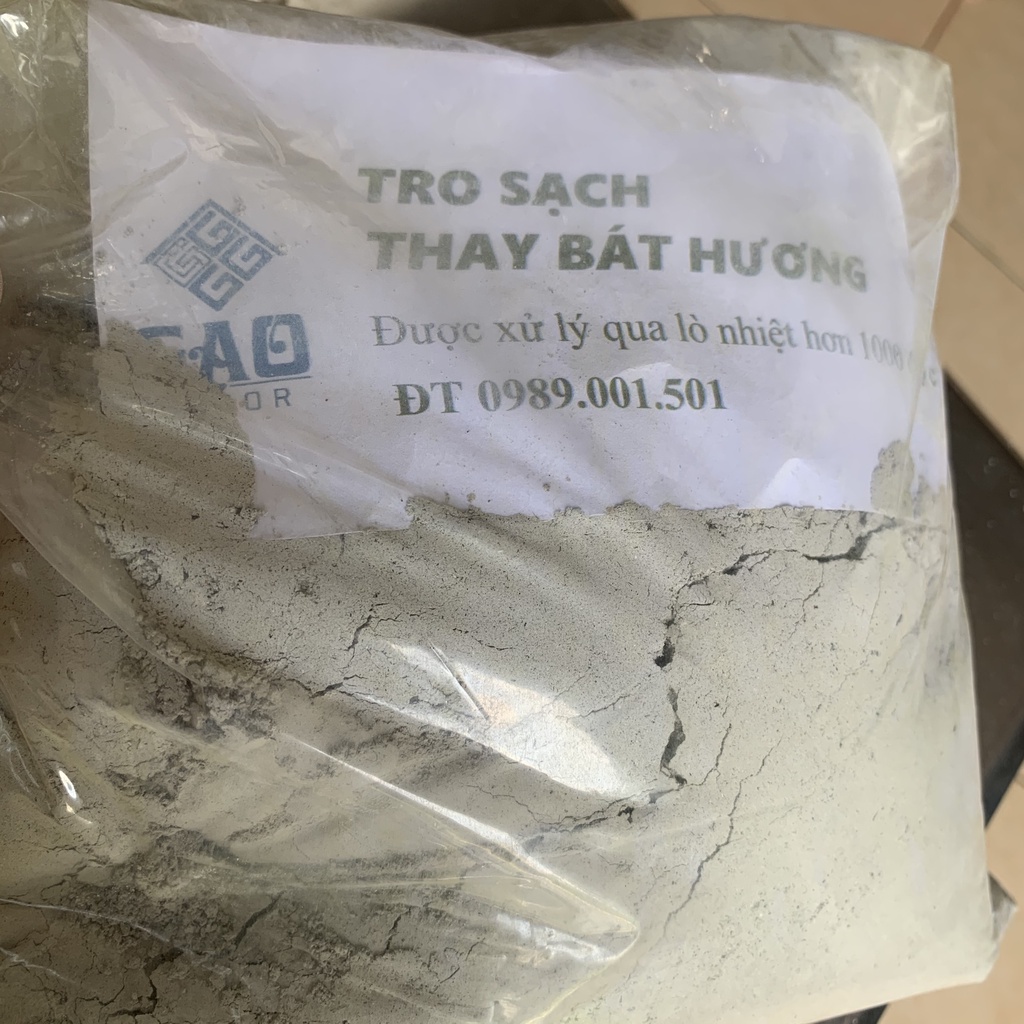 TRO SẠCH
THAY BÁT HƯƠNG
Được xử lý qua lò nhiệt hơn 1000
ĐT 0989.001.501